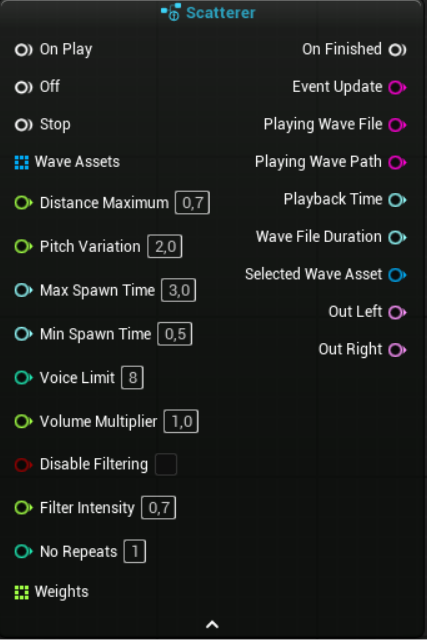 Scatterer
On Play On Finished
Off Event Update
Stop Playing Wave File
Wave Assets Playing Wave Path
Distance Maximum 0,7 Playback Time
Pitch Variation 2,0 Wave File Duration
Max Spawn Time 3,0 Selected Wave Asset
Min Spawn Time 0,5 Out Left
Voice Limit 8 Out Right
Volume Multiplier 1,0
Disable Filtering
Filter Intensity 0,7
No Repeats 1
Weights